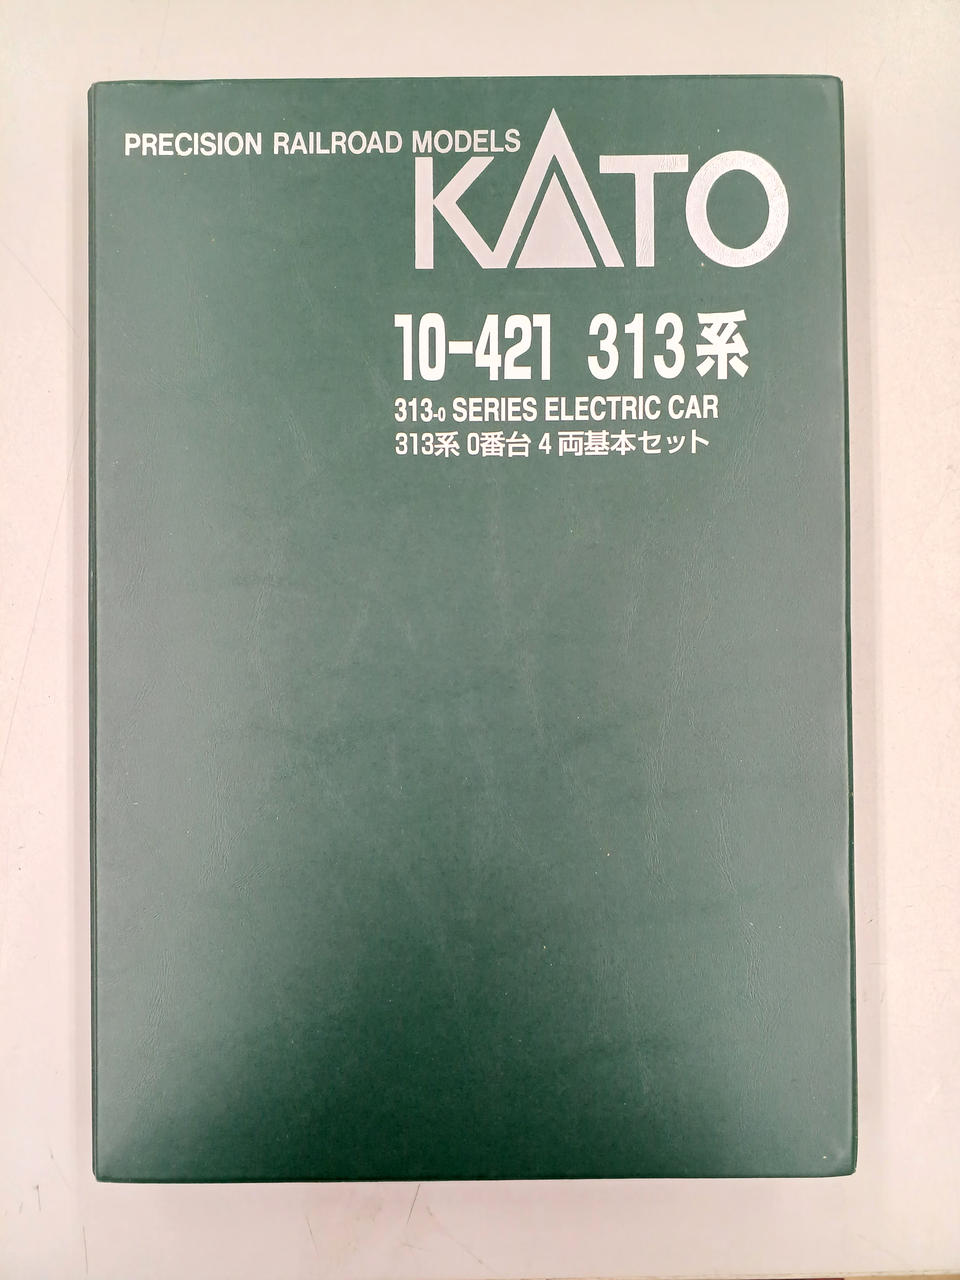 PRECISION RAILROAD MODELS
KATO
10-421 313系
313-0 SERIES ELECTRIC CAR
313系 0番台 4両基本セット